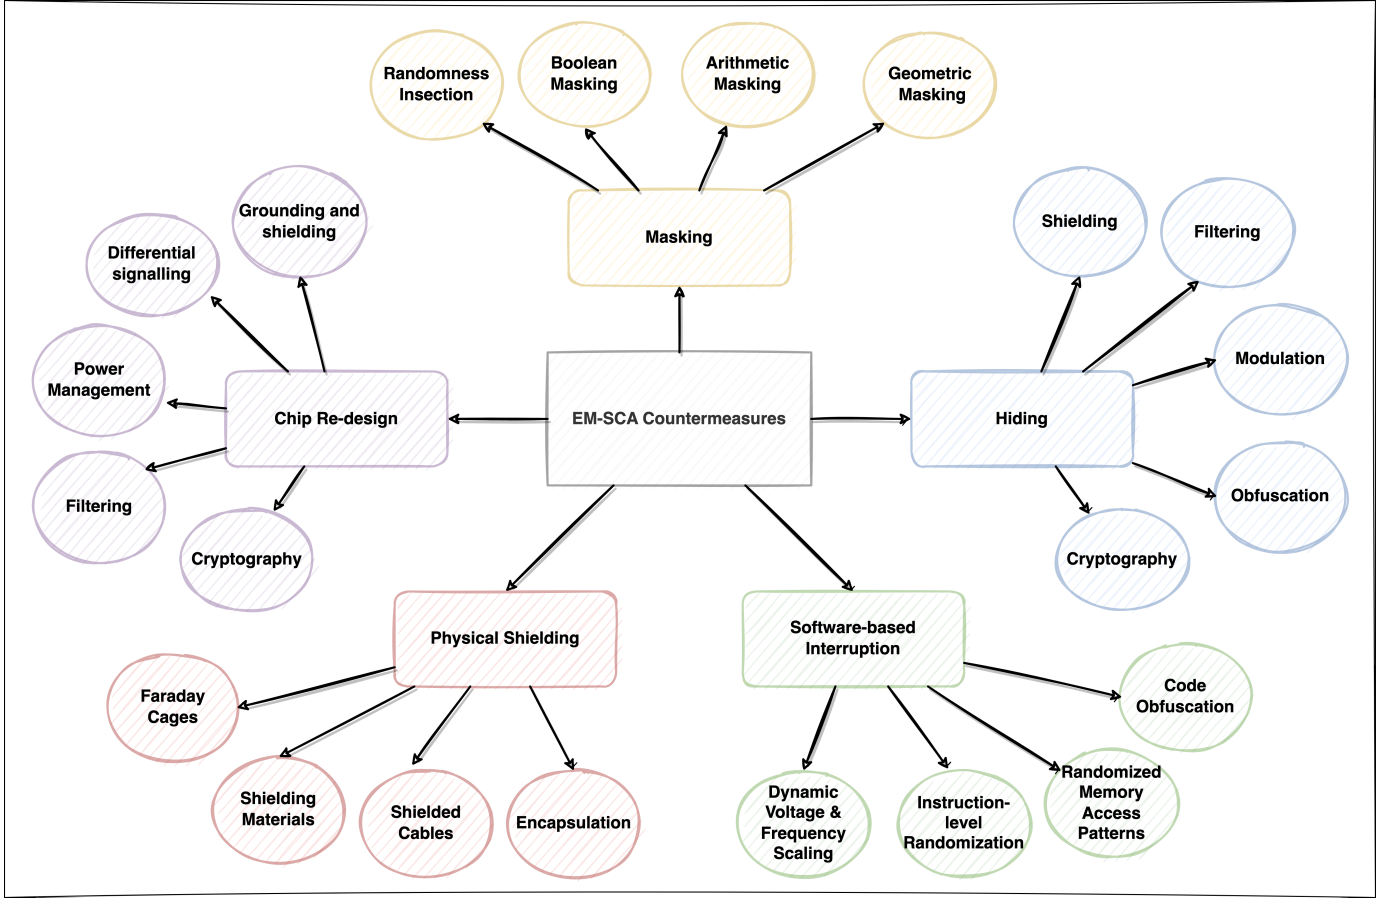 Randomness
Insection
Boolean
Masking
Arithmetic
Masking
Geometric
Masking
Masking
Grounding and
shielding
Differential
signalling
Power
Management
Filtering
Cryptography
Chip Re-design
EM-SCA Countermeasures
Hiding
Shielding
Filtering
Modulation
Obfuscation
Cryptography
Physical Shielding
Faraday
Cages
Shielding
Materials
Shielded
Cables
Encapsulation
Software-based
Interruption
Dynamic
Voltage &
Frequency
Scaling
Instruction-
level
Randomization
Randomized
Memory
Access
Patterns
Code
Obfuscation